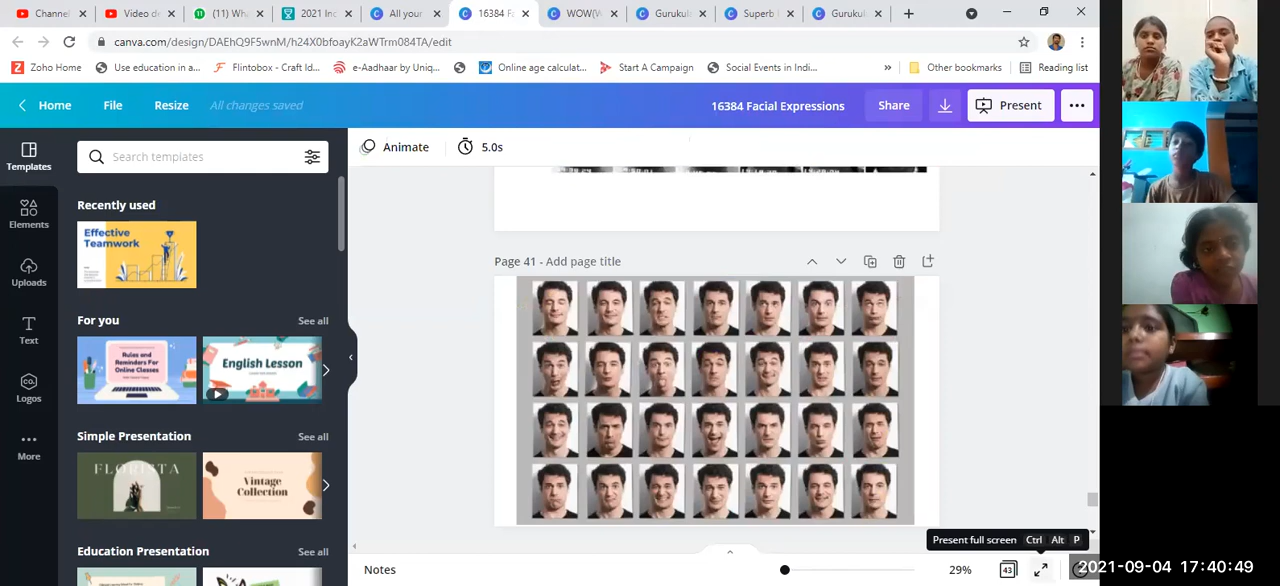 Channel
Video de
(11) Wha
2021 Inc
All your
16384 Fa
WOW(W
Gurukul
Superb
Guruku
canva.com/design/DAEhQ9F5wnM/h24X0bfoayK2aWTrm084TA/edit
Zoho Home
Use education in a...
Flintobox - Craft Id...
e-Aadhaar by Uniq...
Online age calculat...
Start A Campaign
Social Events in Indi...
»
Other bookmarks
Reading list
Home
File
Resize
All changes saved
16384 Facial Expressions
Share
Present
Templates
Search templates
Animate
5.0s
Elements
Uploads
Text
Logos
More
Recently used
Effective
Teamwork
For you
See all
Rules and
Reminders For
Online Classes
English Lesson
Simple Presentation
See all
FLORISTA
Vintage
Collection
Education Presentation
See all
Page 41 - Add page title
Present full screen
Ctrl
Alt
P
Notes
29%
43
2021-09-04 17:40:49